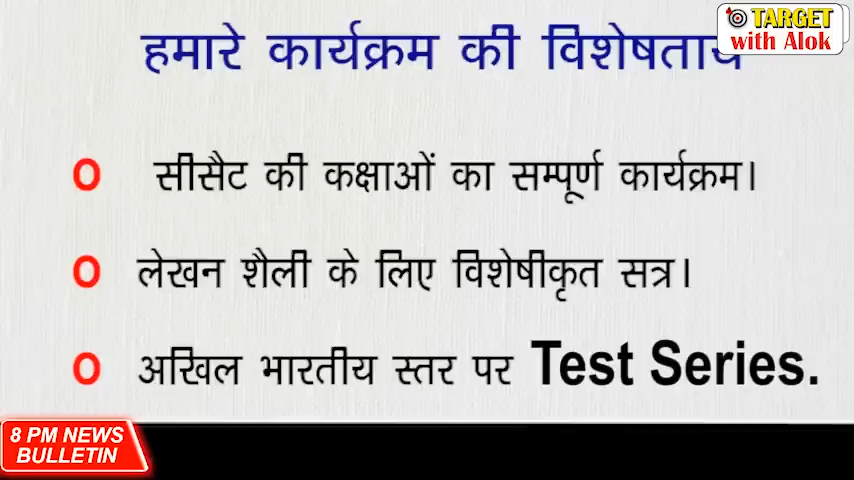 TARGET
with Alok
हमारे कार्यक्रम की विशेषतायें
O सीसैट की कक्षाओं का सम्पूर्ण कार्यक्रम।
O लेखन शैली के लिए विशेषीकृत सत्र।
O अखिल भारतीय स्तर पर Test Series.
8 PM NEWS
BULLETIN